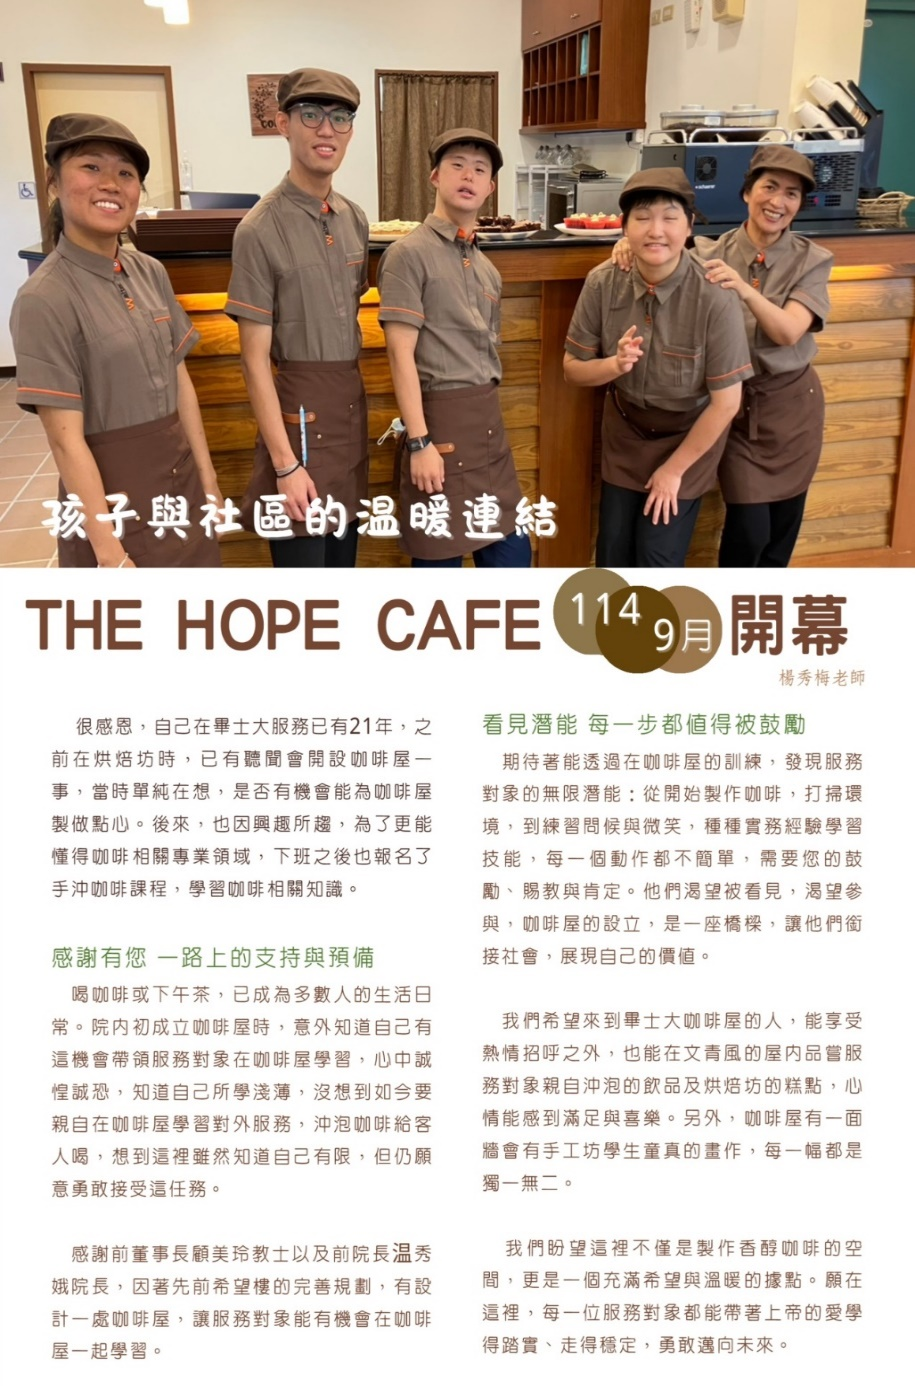 孩子與社區的溫暖連結
THE HOPE CAFE 114 9月 開幕
楊秀梅老師
很感恩，自己在畢士大服務已有21年，之
前在烘焙坊時，已有聽聞會開設咖啡屋一
事，當時單純在想，是否有機會能為咖啡屋
製做點心。後來，也因興趣所趨，為了更能
懂得咖啡相關專業領域，下班之後也報名了
手沖咖啡課程，學習咖啡相關知識。
感謝有您 一路上的支持與預備
喝咖啡或下午茶，已成為多數人的生活日
常。院內初成立咖啡屋時，意外知道自己有
這機會帶領服務對象在咖啡屋學習，心中誠
惶誠恐，知道自己所學淺薄，沒想到如今要
親自在咖啡屋學習對外服務，沖泡咖啡給客
人喝，想到這裡雖然知道自己有限，但仍願
意勇敢接受這任務。
感謝前董事長顧美玲教士以及前院長温秀
娥院長，因著先前希望樓的完善規劃，有設
計一處咖啡屋，讓服務對象能有機會在咖啡
屋一起學習。
看見潛能 每一步都值得被鼓勵
期待著能透過在咖啡屋的訓練，發現服務
對象的無限潛能：從開始製作咖啡，打掃環
境，到練習問候與微笑，種種實務經驗學習
技能，每一個動作都不簡單，需要您的鼓
勵、賜教與肯定。他們渴望被看見，渴望參
與，咖啡屋的設立，是一座橋樑，讓他們銜
接社會，展現自己的價值。
我們希望來到畢士大咖啡屋的人，能享受
熱情招呼之外，也能在文青風的屋內品嘗服
務對象親自沖泡的飲品及烘焙坊的糕點，心
情能感到滿足與喜樂。另外，咖啡屋有一面
牆會有手工坊學生童真的畫作，每一幅都是
獨一無二。
我們盼望這裡不僅是製作香醇咖啡的空
間，更是一個充滿希望與溫暖的據點。願在
這裡，每一位服務對象都能帶著上帝的愛學
得踏實、走得穩定，勇敢邁向未來。